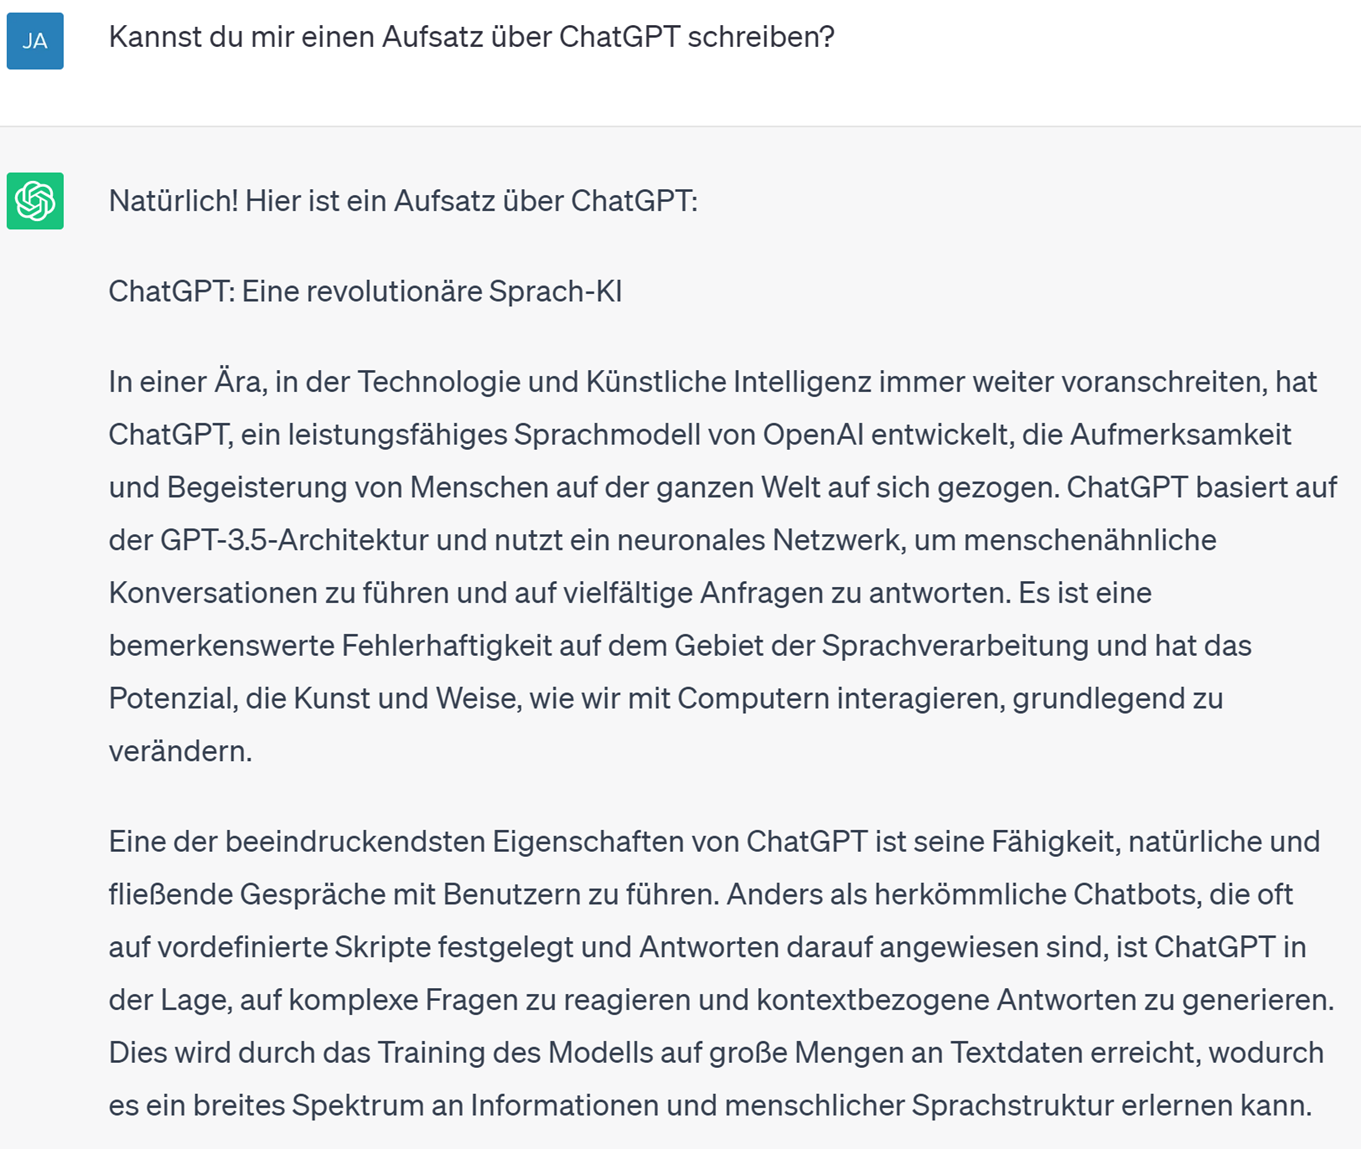 JA
Kannst du mir einen Aufsatz über ChatGPT schreiben?
Natürlich! Hier ist ein Aufsatz über ChatGPT:
ChatGPT: Eine revolutionäre Sprach-KI
In einer Ära, in der Technologie und Künstliche Intelligenz immer weiter voranschreiten, hat
ChatGPT, ein leistungsfähiges Sprachmodell von OpenAI entwickelt, die Aufmerksamkeit
und Begeisterung von Menschen auf der ganzen Welt auf sich gezogen. ChatGPT basiert auf
der GPT-3.5-Architektur und nutzt ein neuronales Netzwerk, um menschenähnliche
Konversationen zu führen und auf vielfältige Anfragen zu antworten. Es ist eine
bemerkenswerte Fehlerhaftigkeit auf dem Gebiet der Sprachverarbeitung und hat das
Potenzial, die Kunst und Weise, wie wir mit Computern interagieren, grundlegend zu
verändern.
Eine der beeindruckendsten Eigenschaften von ChatGPT ist seine Fähigkeit, natürliche und
fließende Gespräche mit Benutzern zu führen. Anders als herkömmliche Chatbots, die oft
auf vordefinierte Skripte festgelegt und Antworten darauf angewiesen sind, ist ChatGPT in
der Lage, auf komplexe Fragen zu reagieren und kontextbezogene Antworten zu generieren.
Dies wird durch das Training des Modells auf große Mengen an Textdaten erreicht, wodurch
es ein breites Spektrum an Informationen und menschlicher Sprachstruktur erlernen kann.